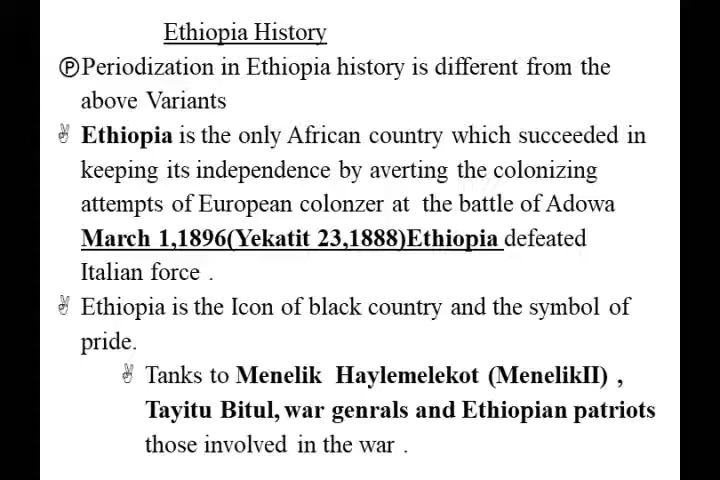 Ethiopia History
ⓅPeriodization in Ethiopia history is different from the
above Variants
✌ Ethiopia is the only African country which succeeded in
keeping its independence by averting the colonizing
attempts of European colonzer at the battle of Adowa
March 1,1896(Yekatit 23,1888)Ethiopia defeated
Italian force .
✌ Ethiopia is the Icon of black country and the symbol of
pride.
✌ Tanks to Menelik Haylemelekot (MenelikII) ,
Tayitu Bitul, war genrals and Ethiopian patriots
those involved in the war .